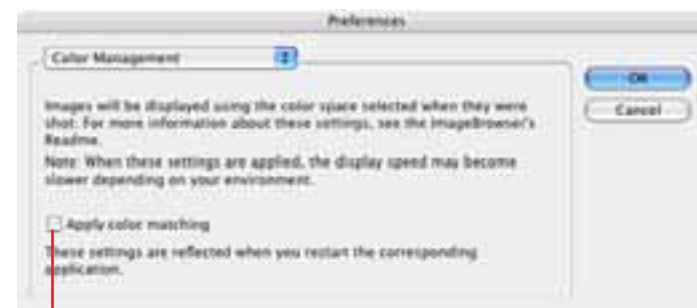 Preferences
Color Management
OK
Cancel
Images will be displayed using the color space selected when they were
shot. For more information about these settings, see the ImageBrowser's
Readme.
Note: When these settings are applied, the display speed may become
slower depending on your environment.
Apply color matching
These settings are reflected when you restart the corresponding
application.